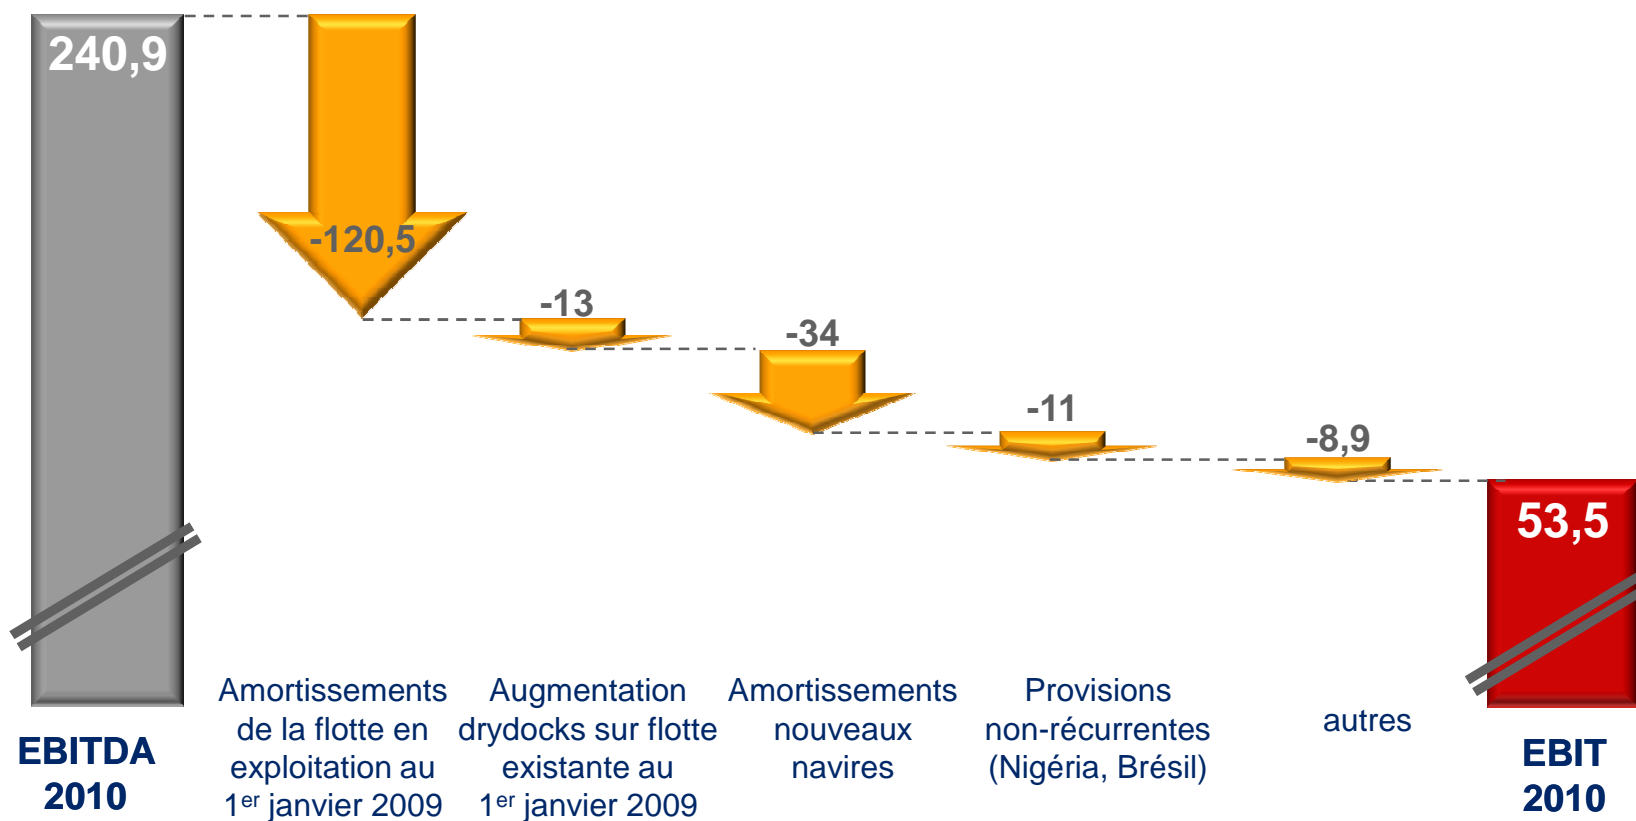 240,9
-120,5
-13
-34
-11
-8,9
53,5
EBITDA
2010
Amortissements
de la flotte en
exploitation au
1er janvier 2009
Augmentation
drydocks sur flotte
existante au
1er janvier 2009
Amortissements
nouveaux
navires
Provisions
non-récurrentes
(Nigéria, Brésil)
autres
EBIT
2010